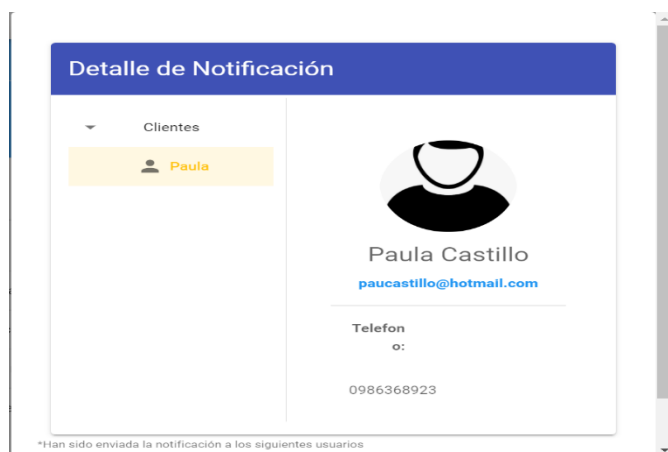 Detalle de Notificación
Clientes
Paula
Paula Castillo
paucastillo@hotmail.com
Telefon
o:
0986368923
*Han sido enviada la notificación a los siguientes usuarios